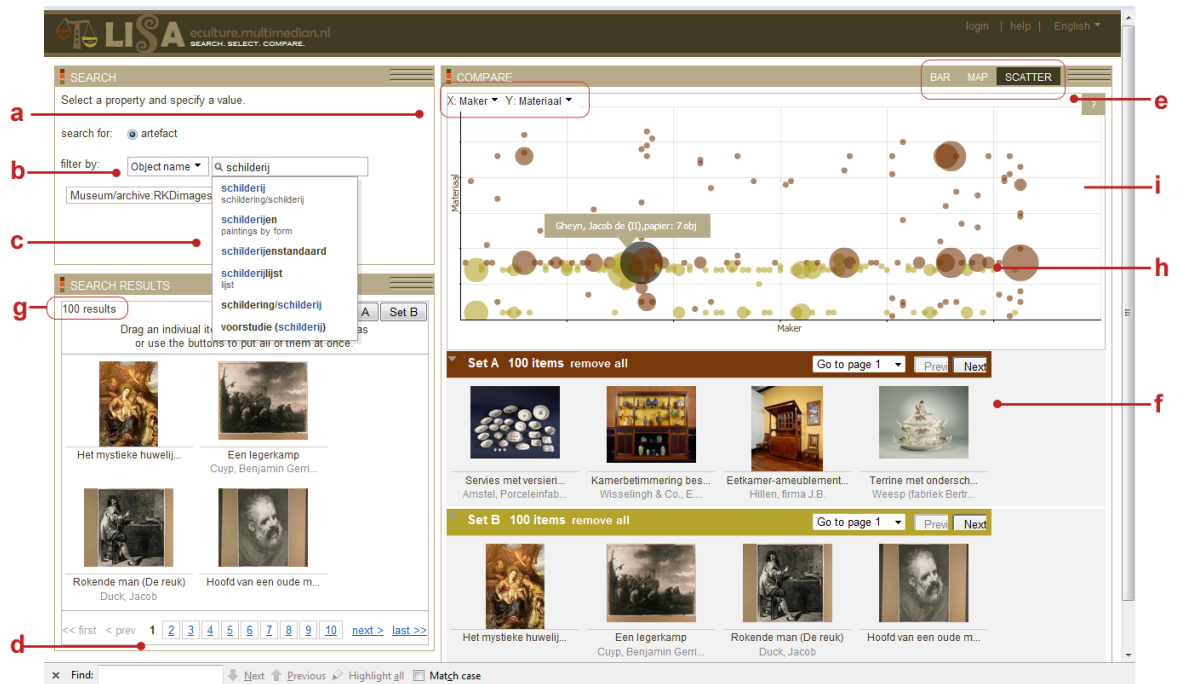 LISA eculture.multimedian.nl
SEARCH. SELECT. COMPARE.
login | help | English
SEARCH
Select a property and specify a value.
a
search for: artefact
b
filter by: Object name schilderij
Museum/archive:RKDimages
schilderij
schildering/schilderij
schilderijen
paintings by form
c
schilderijenstandaard
schilderijlijst
lijst
schildering/schilderij
voorstudie (schilderij)
SEARCH RESULTS
g
100 results
A Set B
Drag an indiviual as
or use the buttons to put all of them at once.
Het mystieke huwelij...
Een legerkamp
Cuyp, Benjamin Gerri...
Rokende man (De reuk)
Duck, Jacob
Hoofd van een oude m...
d
<< first < prev 1 2 3 4 5 6 7 8 9 10 next > last >>
COMPARE
BAR MAP SCATTER
X: Maker Y: Materiaal
?
e
Materiaal
i
Gheyn, Jacob de (II),papier: 7 obj
h
Maker
Set A 100 items remove all
Go to page 1 Previ Next
f
Servies met versieri...
Amstel, Porceleinfab...
Kamerbetimmering bes...
Wisselingh & Co., E....
Eetkamer-ameublement...
Hillen, firma J.B.
Terrine met ondersch...
Weesp (fabriek Bertr...
Set B 100 items remove all
Go to page 1 Previ Next
Het mystieke huwelij...
Een legerkamp
Cuyp, Benjamin Gerri...
Rokende man (De reuk)
Duck, Jacob
Hoofd van een oude m...
× Find: Next Previous Highlight all Match case